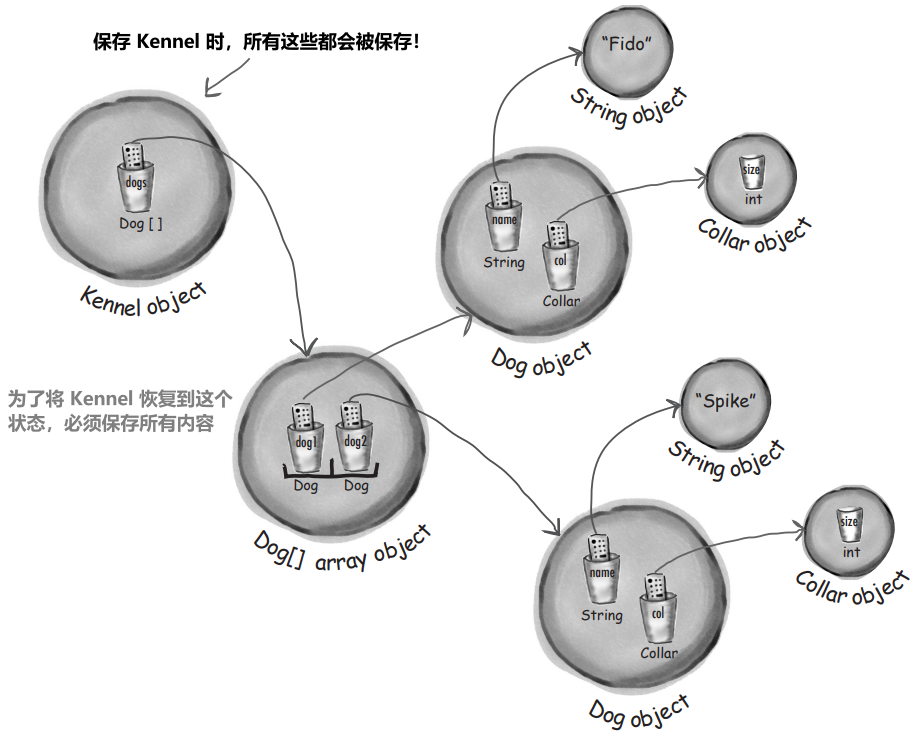 保存 Kennel 时，所有这些都会被保存！
"Fido"
String object
dogs
Dog [ ]
Kennel object
name
String
col
Collar
Dog object
size
int
Collar object
为了将 Kennel 恢复到这个
状态，必须保存所有内容
dog1
dog2
Dog
Dog
Dog[] array object
"Spike"
String object
name
String
col
Collar
Dog object
size
int
Collar object